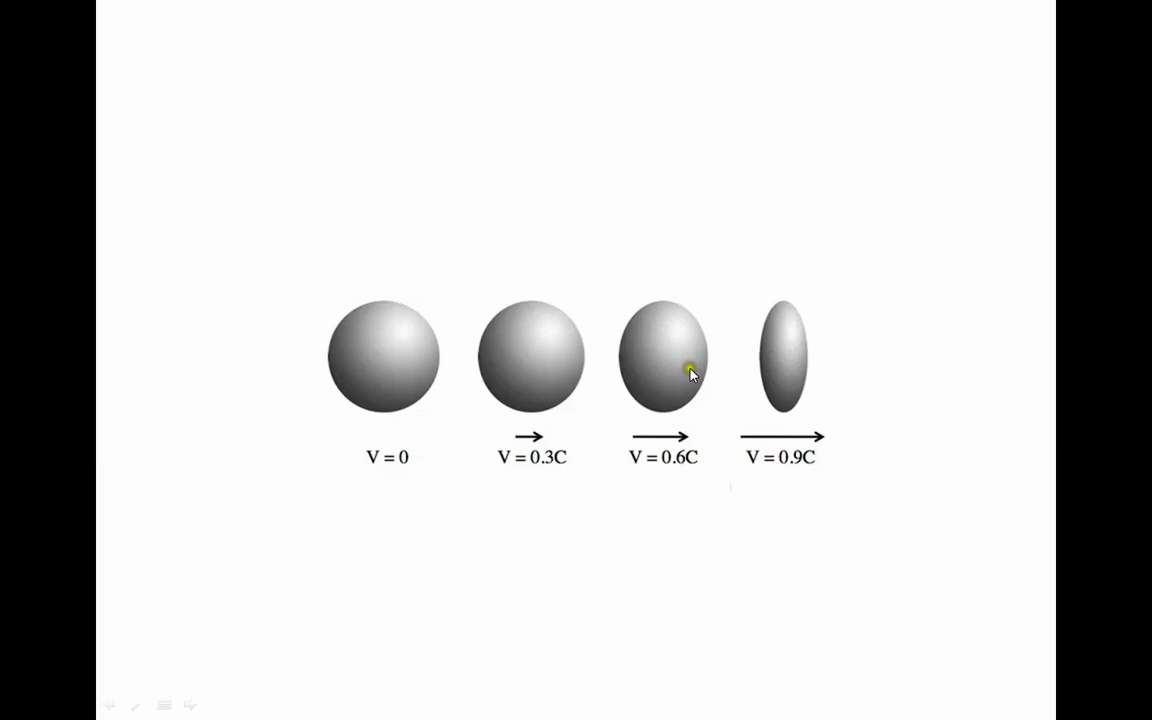 V = 0
V = 0.3C
V = 0.6C
V = 0.9C